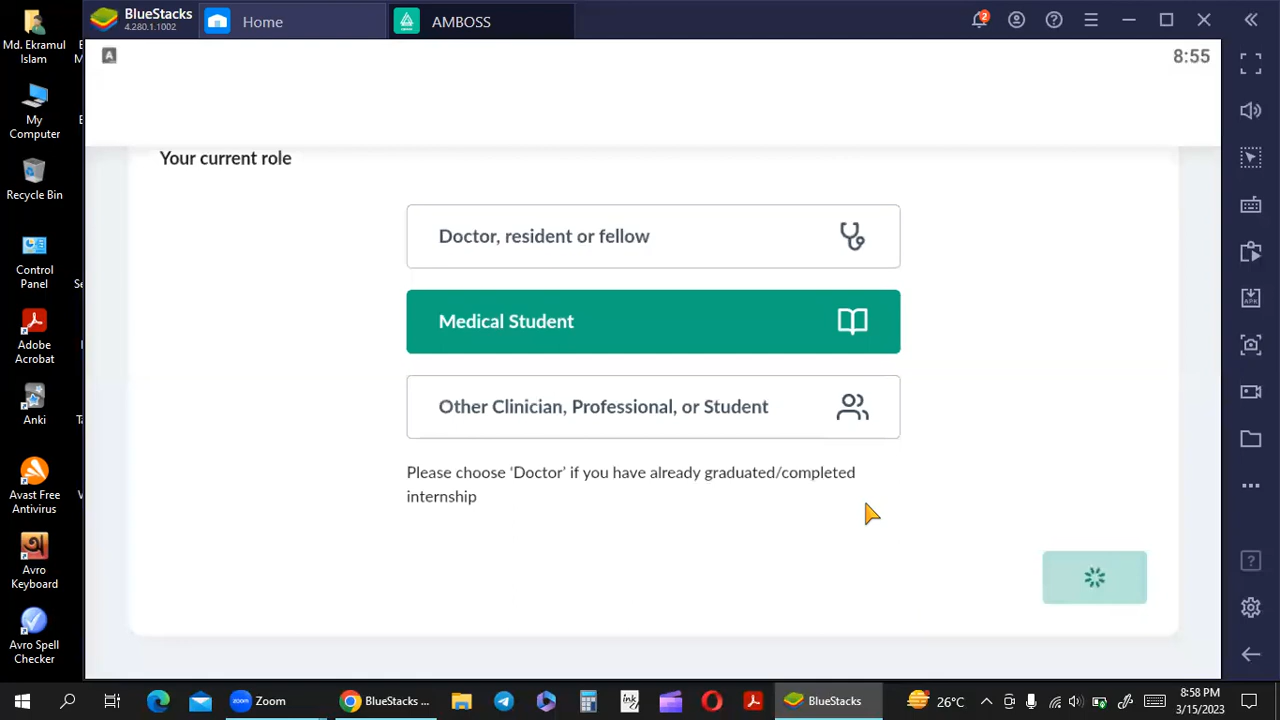 BlueStacks
4.280.1.1002
Home
AMBOSS
2
Md. Ekramul
Islam
My
Computer
Recycle Bin
Control
Panel
Adobe
Acrobat
Anki
Avast Free
Antivirus
Avro
Keyboard
Avro Spell
Checker
A
8:55
Your current role
Doctor, resident or fellow
Medical Student
Other Clinician, Professional, or Student
Please choose ‘Doctor’ if you have already graduated/completed
internship
APK
Zoom
BlueStacks ...
ink
BlueStacks
26°C
8:58 PM
3/15/2023